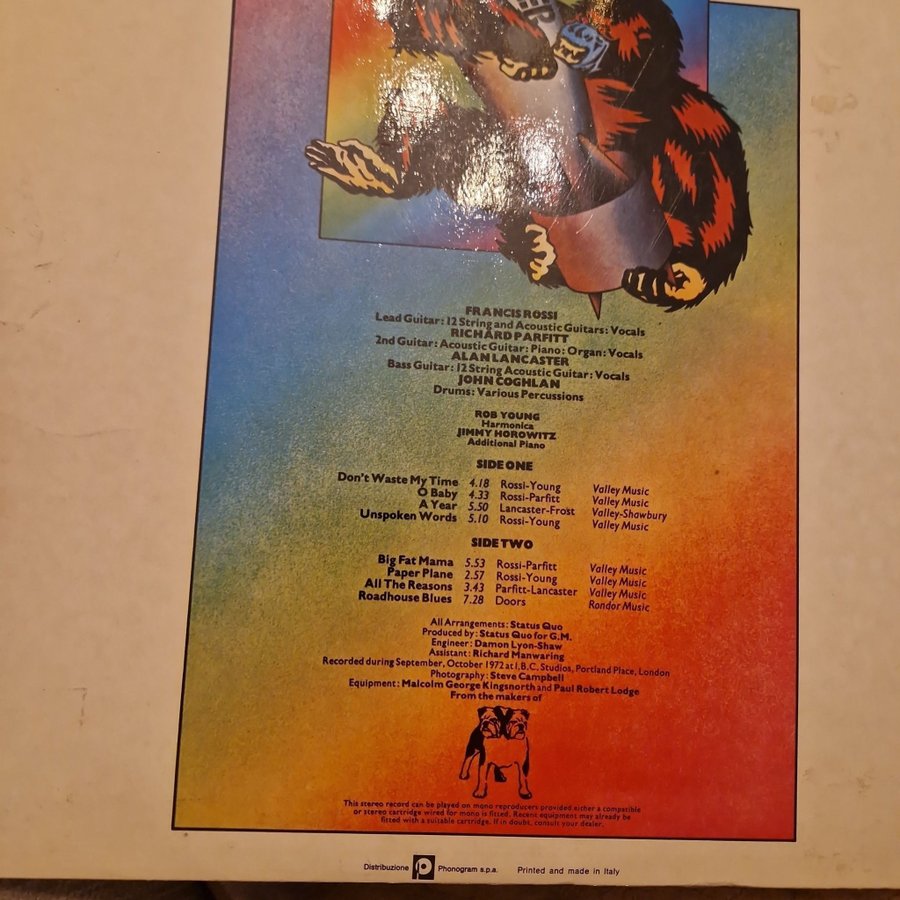 EP
FRANCIS ROSSI
Lead Guitar: 12 String and Acoustic Guitars: Vocals
RICHARD PARFITT
2nd Guitar: Acoustic Guitar: Piano: Organ: Vocals
ALAN LANCASTER
Bass Guitar: 12 String Acoustic Guitar: Vocals
JOHN COGHLAN
Drums: Various Percussions
ROB YOUNG
Harmonica
JIMMY HOROWITZ
Additional Piano
SIDE ONE
Don't Waste My Time 4.18 Rossi-Young Valley Music
O Baby 4.33 Rossi-Parfitt Valley Music
A Year 5.50 Lancaster-Frost Valley-Shawbury
Unspoken Words 5.10 Rossi-Young Valley Music
SIDE TWO
Big Fat Mama 5.53 Rossi-Parfitt Valley Music
Paper Plane 2.57 Rossi-Young Valley Music
All The Reasons 3.43 Parfitt-Lancaster Valley Music
Roadhouse Blues 7.28 Doors Rondor Music
All Arrangements: Status Quo
Produced by: Status Quo for G.M.
Engineer: Damon Lyon-Shaw
Assistant: Richard Manwaring
Recorded during September, October 1972 at I.B.C. Studios, Portland Place, London
Photography: Steve Campbell
Equipment: Malcolm George Kingsnorth and Paul Robert Lodge
From the makers of
This stereo record can be played on mono reproducers provided either a compatible
or stereo cartridge wired for mono is fitted. Recent equipment may already be
fitted with a suitable cartridge. If in doubt, consult your dealer.
Distribuzione p Phonogram s.p.a. Printed and made in Italy